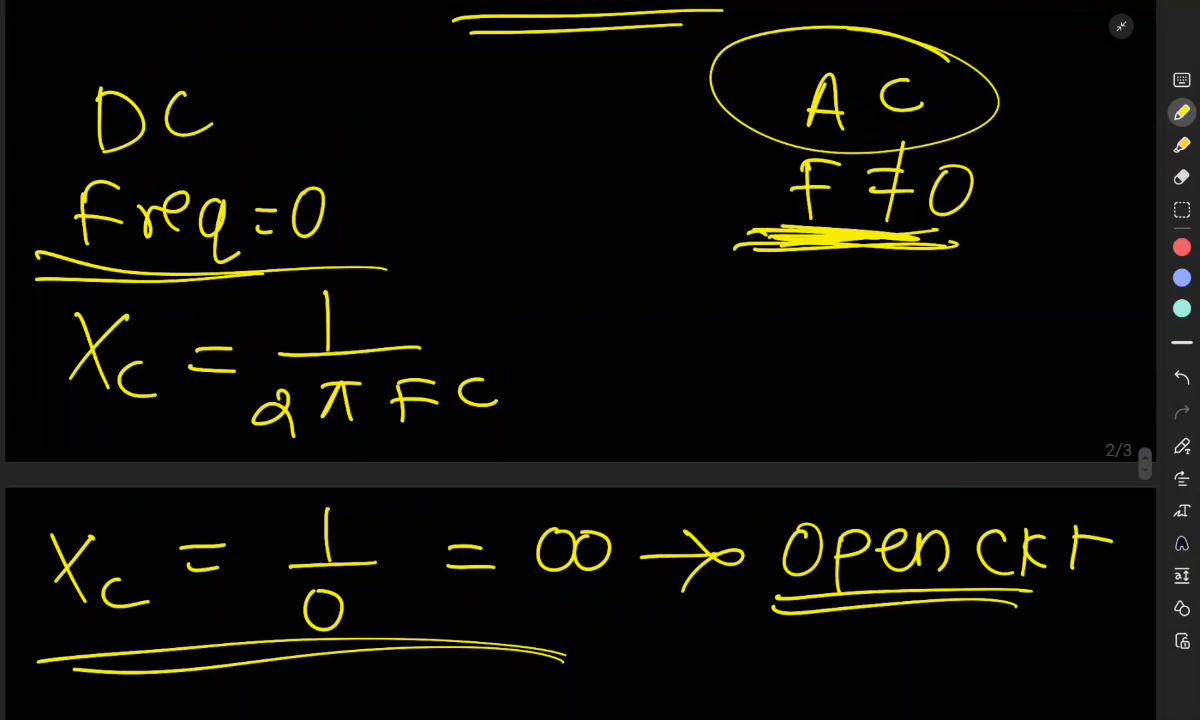 DC
Freq = 0
AC
F ≠ 0
Xc = 1 / 2πFC
2/3
Xc = 1/0 = ∞ → open ckt